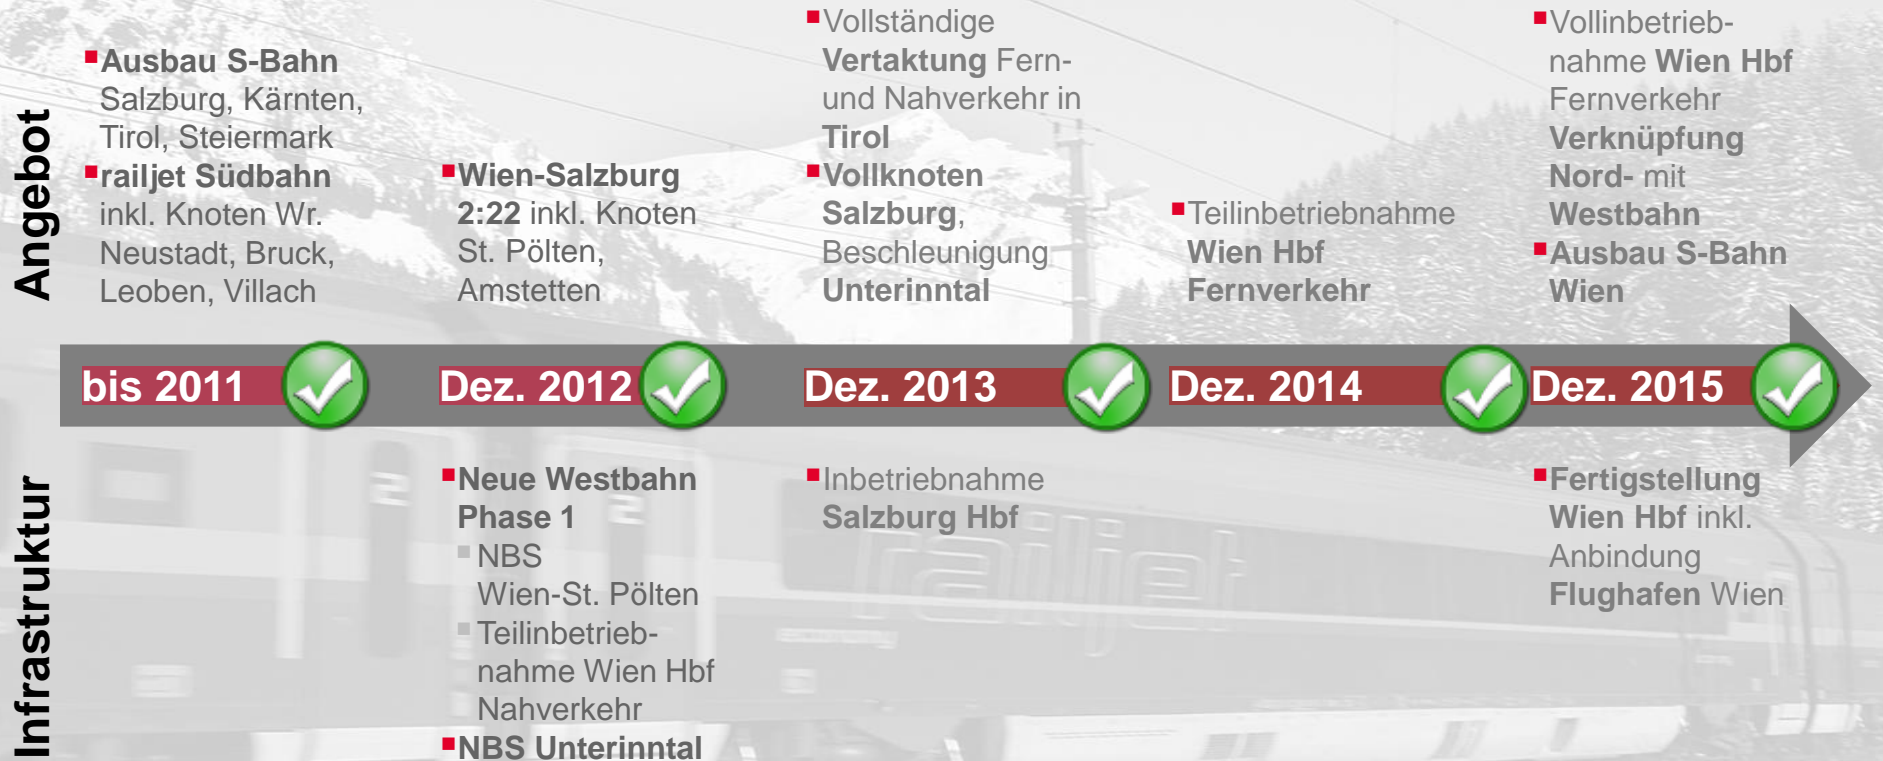 Angebot
Ausbau S-Bahn
Salzburg, Kärnten,
Tirol, Steiermark
railjet Südbahn
inkl. Knoten Wr.
Neustadt, Bruck,
Leoben, Villach
Wien-Salzburg
2:22 inkl. Knoten
St. Pölten,
Amstetten
Vollständige
Vertaktung Fern-
und Nahverkehr in
Tirol
Vollknoten
Salzburg,
Beschleunigung
Unterinntal
Teilinbetriebnahme
Wien Hbf
Fernverkehr
Vollinbetrieb-
nahme Wien Hbf
Fernverkehr
Verknüpfung
Nord- mit
Westbahn
Ausbau S-Bahn
Wien
bis 2011
Dez. 2012
Dez. 2013
Dez. 2014
Dez. 2015
Infrastruktur
Neue Westbahn
Phase 1
NBS
Wien-St. Pölten
Teilinbetrieb-
nahme Wien Hbf
Nahverkehr
NBS Unterinntal
Inbetriebnahme
Salzburg Hbf
Fertigstellung
Wien Hbf inkl.
Anbindung
Flughafen Wien
2
2
railjet
economy